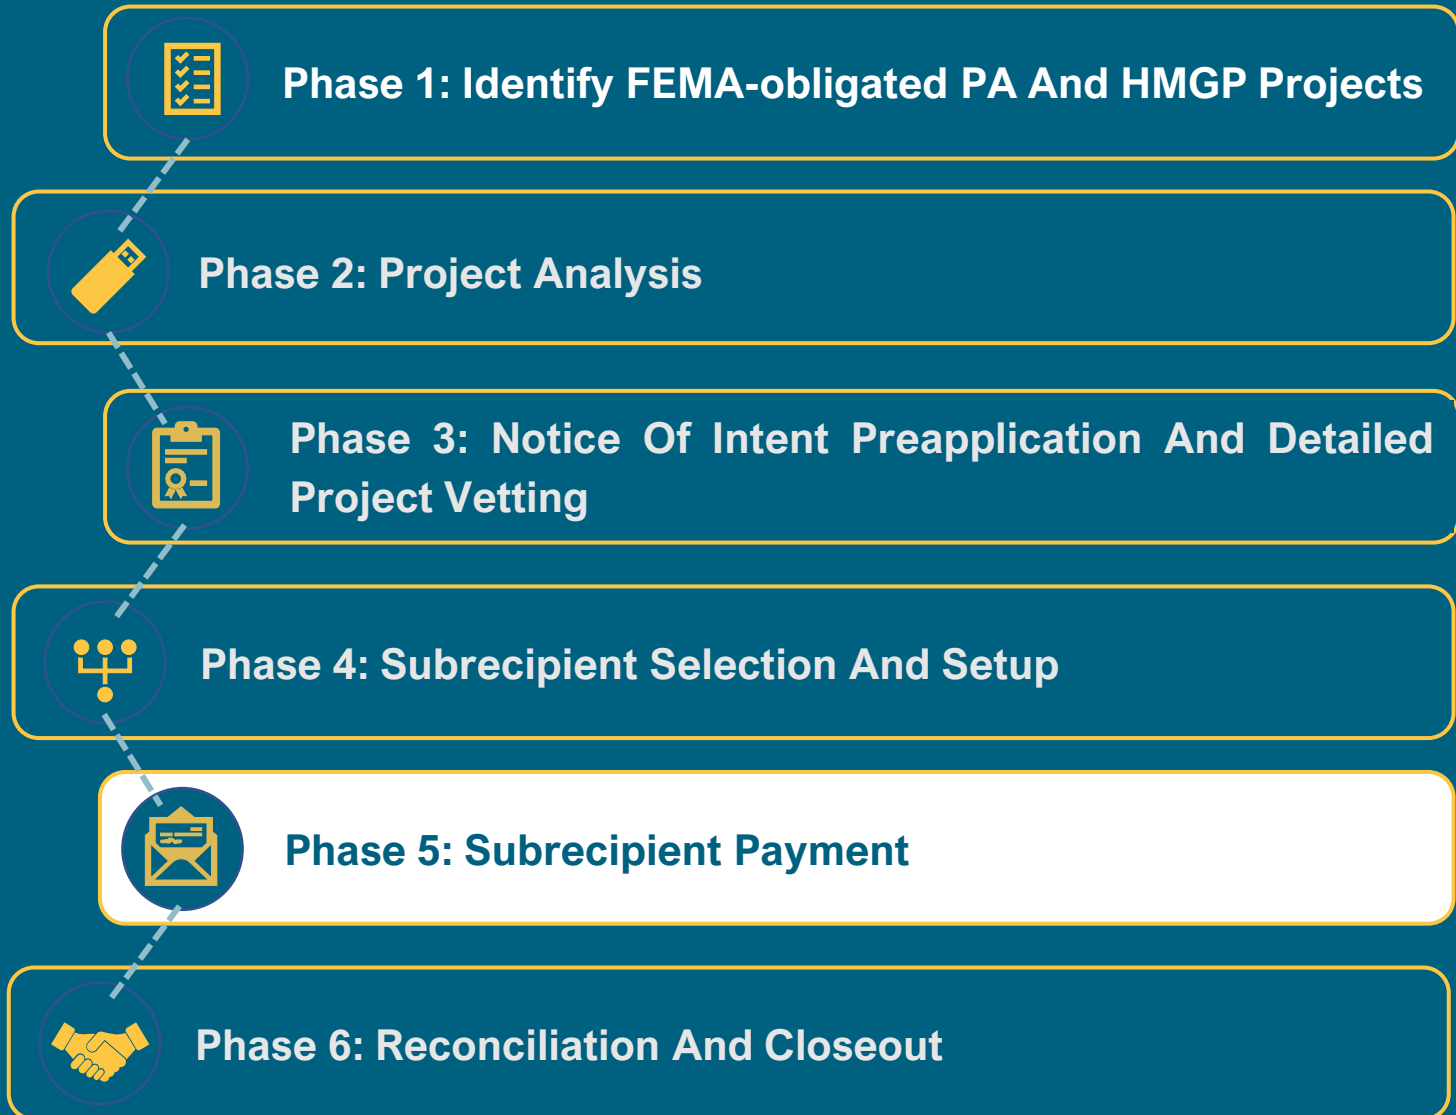 Phase 1: Identify FEMA-obligated PA And HMGP Projects
Phase 2: Project Analysis
Phase 3: Notice Of Intent Preapplication And Detailed
Project Vetting
Phase 4: Subrecipient Selection And Setup
Phase 5: Subrecipient Payment
Phase 6: Reconciliation And Closeout